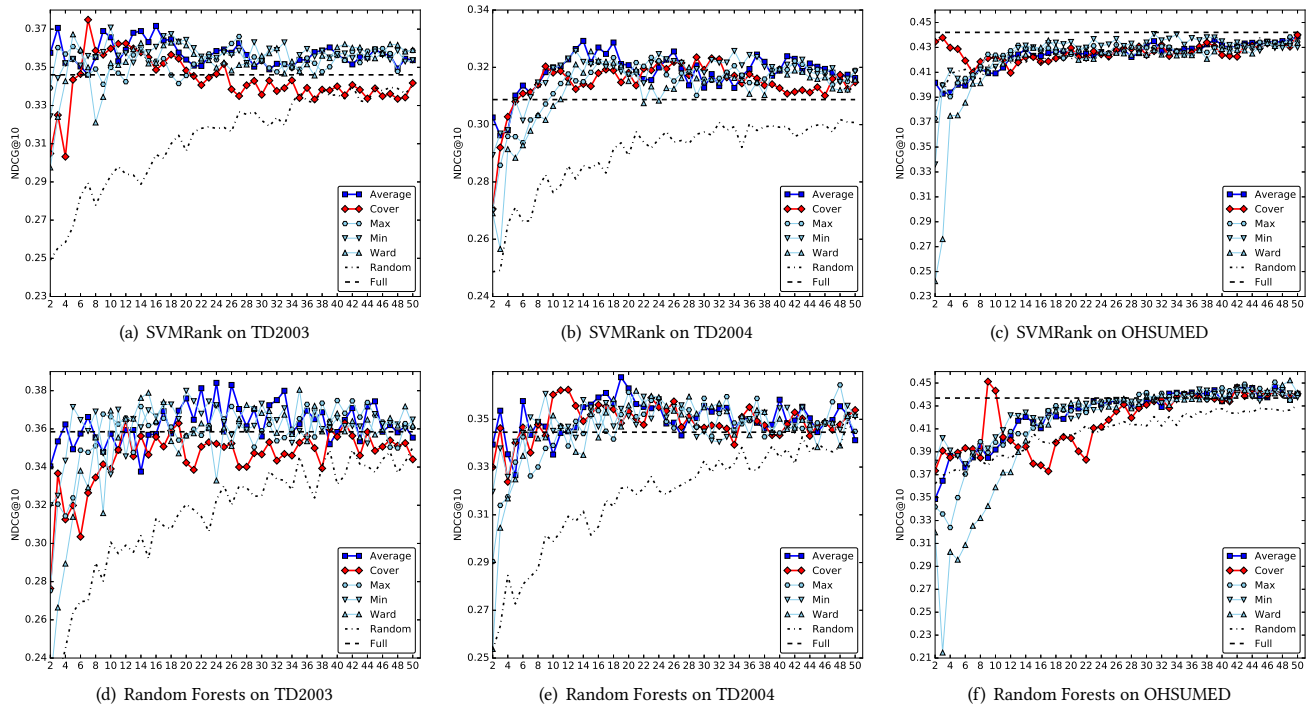 0.37
0.35
0.33
0.31
0.29
0.27
0.25
0.23
NDCG@10
2 4 6 8 10 12 14 16 18 20 22 24 26 28 30 32 34 36 38 40 42 44 46 48 50
Average
Cover
Max
Min
Ward
Random
Full
(a) SVMRank on TD2003
0.34
0.32
0.30
0.28
0.26
0.24
NDCG@10
2 4 6 8 10 12 14 16 18 20 22 24 26 28 30 32 34 36 38 40 42 44 46 48 50
Average
Cover
Max
Min
Ward
Random
Full
(b) SVMRank on TD2004
0.45
0.43
0.41
0.39
0.37
0.35
0.33
0.31
0.29
0.27
0.25
0.23
NDCG@10
2 4 6 8 10 12 14 16 18 20 22 24 26 28 30 32 34 36 38 40 42 44 46 48 50
Average
Cover
Max
Min
Ward
Random
Full
(c) SVMRank on OHSUMED
0.38
0.36
0.34
0.32
0.30
0.28
0.26
0.24
NDCG@10
2 4 6 8 10 12 14 16 18 20 22 24 26 28 30 32 34 36 38 40 42 44 46 48 50
Average
Cover
Max
Min
Ward
Random
Full
(d) Random Forests on TD2003
0.35
0.33
0.31
0.29
0.27
0.25
NDCG@10
2 4 6 8 10 12 14 16 18 20 22 24 26 28 30 32 34 36 38 40 42 44 46 48 50
Average
Cover
Max
Min
Ward
Random
Full
(e) Random Forests on TD2004
0.45
0.43
0.41
0.39
0.37
0.35
0.33
0.31
0.29
0.27
0.25
0.23
0.21
NDCG@10
2 4 6 8 10 12 14 16 18 20 22 24 26 28 30 32 34 36 38 40 42 44 46 48 50
Average
Cover
Max
Min
Ward
Random
Full
(f) Random Forests on OHSUMED